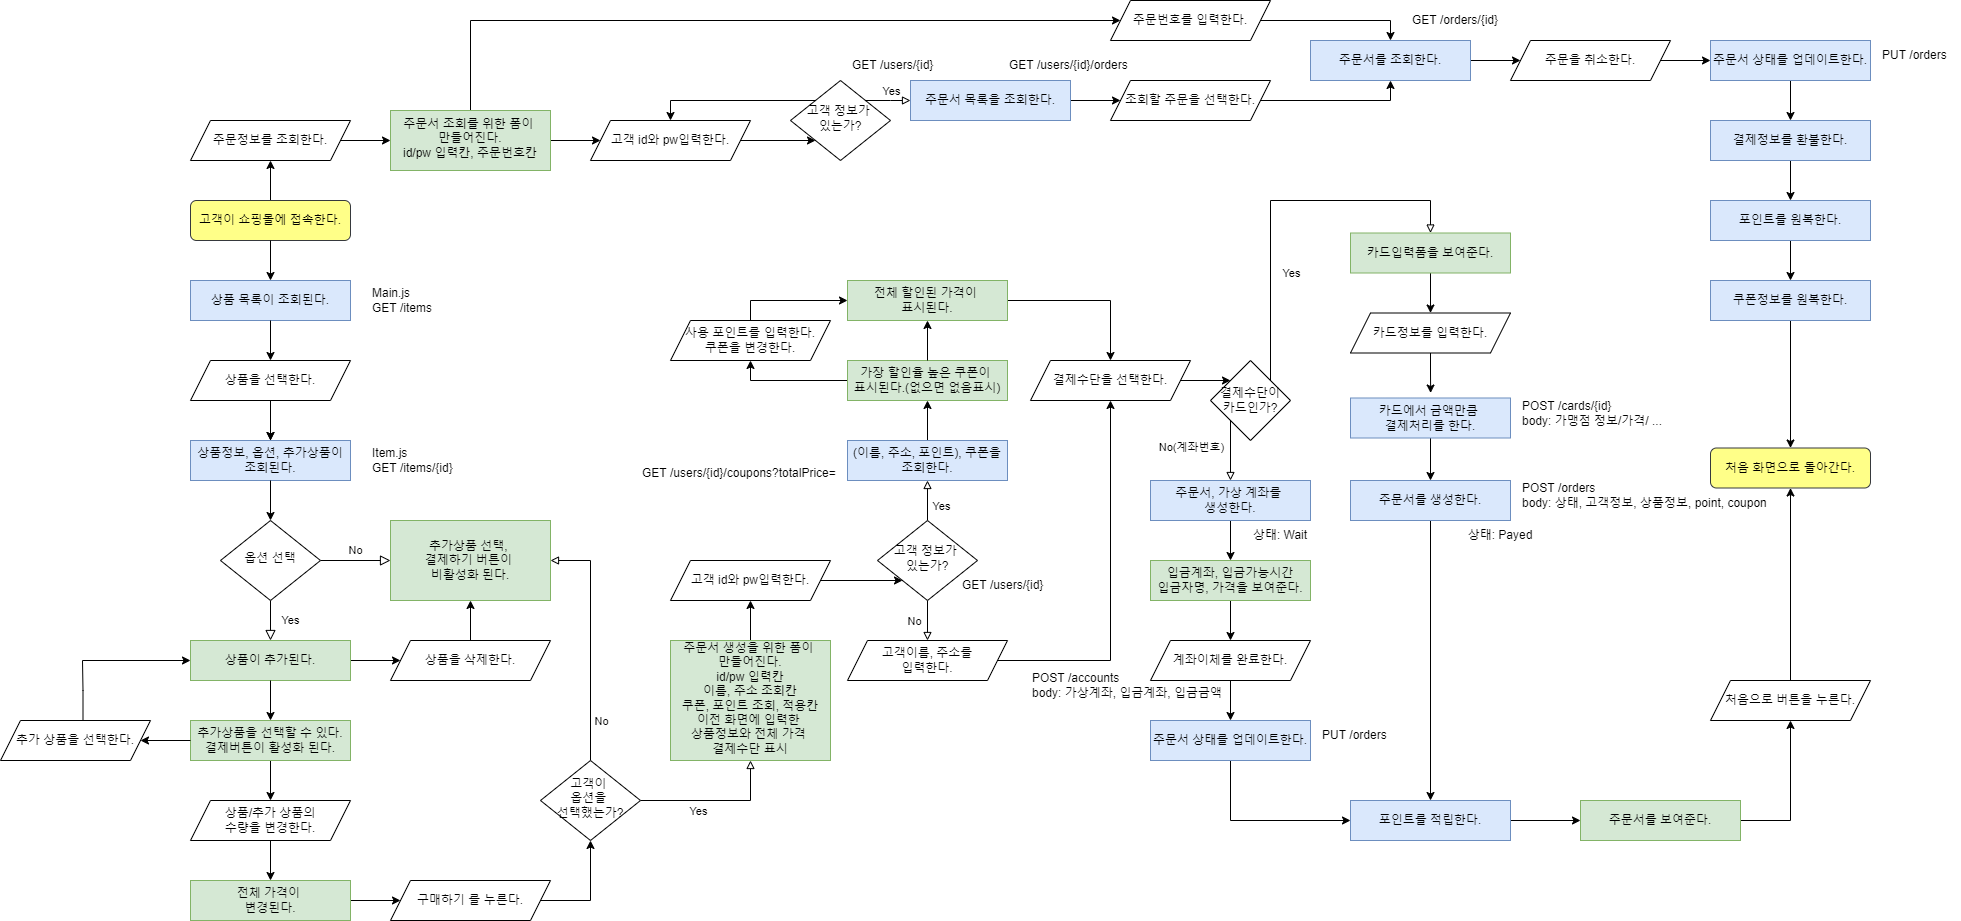 주문번호를 입력한다.
GET /orders/{id}
주문서를 조회한다.
주문을 취소한다.
주문서 상태를 업데이트한다.
PUT /orders
GET /users/{id}
GET /users/{id}/orders
고객 정보가
있는가?
Yes
주문서 목록을 조회한다.
조회할 주문을 선택한다.
주문정보를 조회한다.
주문서 조회를 위한 폼이
만들어진다.
id/pw 입력칸, 주문번호칸
고객 id와 pw입력한다.
결제정보를 환불한다.
고객이 쇼핑몰에 접속한다.
포인트를 원복한다.
카드입력폼을 보여준다.
Yes
상품 목록이 조회된다.
Main.js
GET /items
전체 할인된 가격이
표시된다.
쿠폰정보를 원복한다.
사용 포인트를 입력한다.
쿠폰을 변경한다.
카드정보를 입력한다.
상품을 선택한다.
가장 할인율 높은 쿠폰이
표시된다.(없으면 없음표시)
결제수단을 선택한다.
결제수단이
카드인가?
카드에서 금액만큼
결제처리를 한다.
POST /cards/{id}
body: 가맹점 정보/가격/ ...
상품정보, 옵션, 추가상품이
조회된다.
Item.js
GET /items/{id}
GET /users/{id}/coupons?totalPrice=
(이름, 주소, 포인트), 쿠폰을
조회한다.
No(계좌번호)
처음 화면으로 돌아간다.
주문서, 가상 계좌를
생성한다.
주문서를 생성한다.
POST /orders
body: 상태, 고객정보, 상품정보, point, coupon
Yes
상태: Wait
상태: Payed
옵션 선택
No
추가상품 선택,
결제하기 버튼이
비활성화 된다.
고객 정보가
있는가?
고객 id와 pw입력한다.
GET /users/{id}
입금계좌, 입금가능시간
입금자명, 가격을 보여준다.
Yes
No
상품이 추가된다.
상품을 삭제한다.
주문서 생성을 위한 폼이
만들어진다.
id/pw 입력칸
이름, 주소 조회칸
쿠폰, 포인트 조회, 적용칸
이전 화면에 입력한
상품정보와 전체 가격
결제수단 표시
고객이름, 주소를
입력한다.
계좌이체를 완료한다.
POST /accounts
body: 가상계좌, 입금계좌, 입금금액
처음으로 버튼을 누른다.
추가 상품을 선택한다.
추가상품을 선택할 수 있다.
결제버튼이 활성화 된다.
No
주문서 상태를 업데이트한다.
PUT /orders
고객이
옵션을
선택했는가?
Yes
상품/추가 상품의
수량을 변경한다.
포인트를 적립한다.
주문서를 보여준다.
전체 가격이
변경된다.
구매하기 를 누른다.